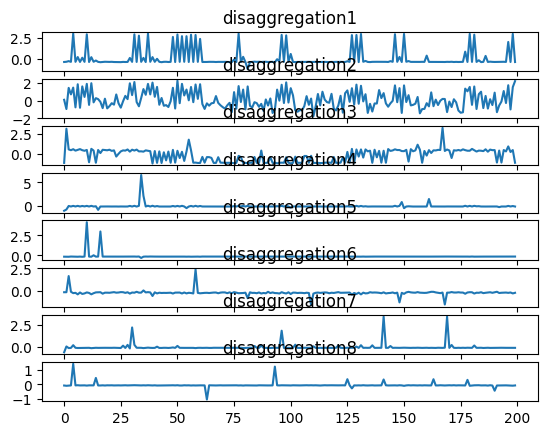 disaggregation1
2.5
0.0
disaggregation2
2
0
−2
disaggregation3
2.5
0.0
disaggregation4
5
0
disaggregation5
2.5
0.0
disaggregation6
2.5
0.0
disaggregation7
2.5
0.0
disaggregation8
1
0
−1
0 25 50 75 100 125 150 175 200